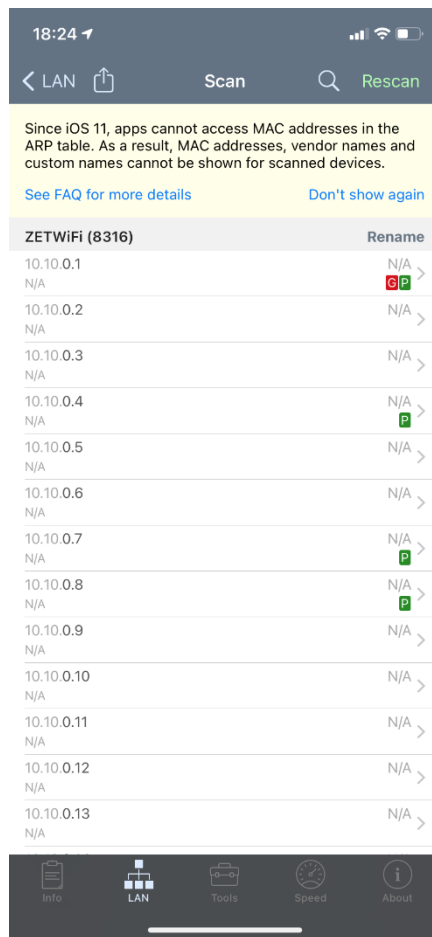 18:24
LAN Scan Rescan
Since iOS 11, apps cannot access MAC addresses in the
ARP table. As a result, MAC addresses, vendor names and
custom names cannot be shown for scanned devices.
See FAQ for more details Don't show again
ZETWiFi (8316) Rename
10.10.0.1 N/A
N/A G P
10.10.0.2 N/A
N/A
10.10.0.3 N/A
N/A
10.10.0.4 N/A
N/A P
10.10.0.5 N/A
N/A
10.10.0.6 N/A
N/A
10.10.0.7 N/A
N/A P
10.10.0.8 N/A
N/A P
10.10.0.9 N/A
N/A
10.10.0.10 N/A
N/A
10.10.0.11 N/A
N/A
10.10.0.12 N/A
N/A
10.10.0.13 N/A
N/A
Info LAN Tools Speed About